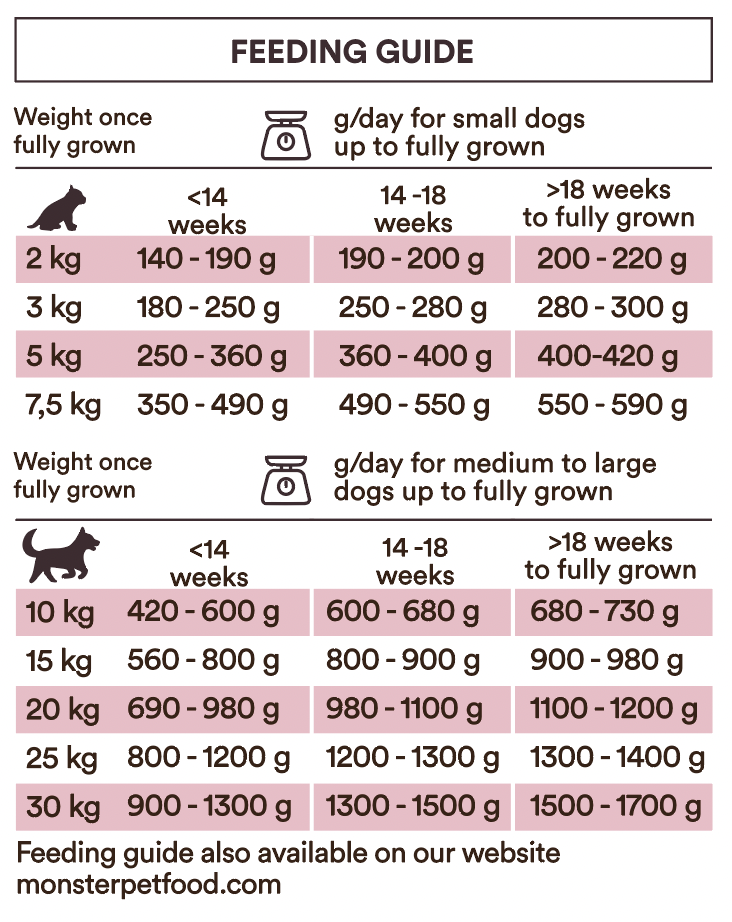 FEEDING GUIDE
Weight once
fully grown
g/day for small dogs
up to fully grown
<14
weeks
14 -18
weeks
>18 weeks
to fully grown
2 kg 140 - 190 g 190 - 200 g 200 - 220 g
3 kg 180 - 250 g 250 - 280 g 280 - 300 g
5 kg 250 - 360 g 360 - 400 g 400-420 g
7,5 kg 350 - 490 g 490 - 550 g 550 - 590 g
Weight once
fully grown
g/day for medium to large
dogs up to fully grown
<14
weeks
14 -18
weeks
>18 weeks
to fully grown
10 kg 420 - 600 g 600 - 680 g 680 - 730 g
15 kg 560 - 800 g 800 - 900 g 900 - 980 g
20 kg 690 - 980 g 980 - 1100 g 1100 - 1200 g
25 kg 800 - 1200 g 1200 - 1300 g 1300 - 1400 g
30 kg 900 - 1300 g 1300 - 1500 g 1500 - 1700 g
Feeding guide also available on our website
monsterpetfood.com